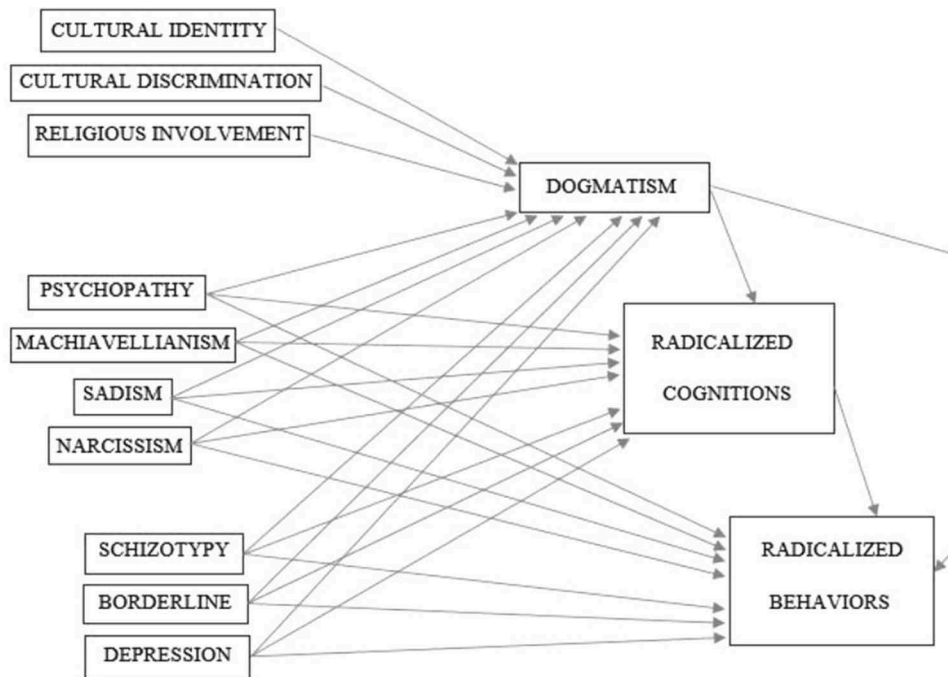 CULTURAL IDENTITY
CULTURAL DISCRIMINATION
RELIGIOUS INVOLVEMENT
DOGMATISM
PSYCHOPATHY
MACHIAVELLIANISM
SADISM
NARCISSISM
RADICALIZED
COGNITIONS
SCHIZOTYPY
BORDERLINE
DEPRESSION
RADICALIZED
BEHAVIORS